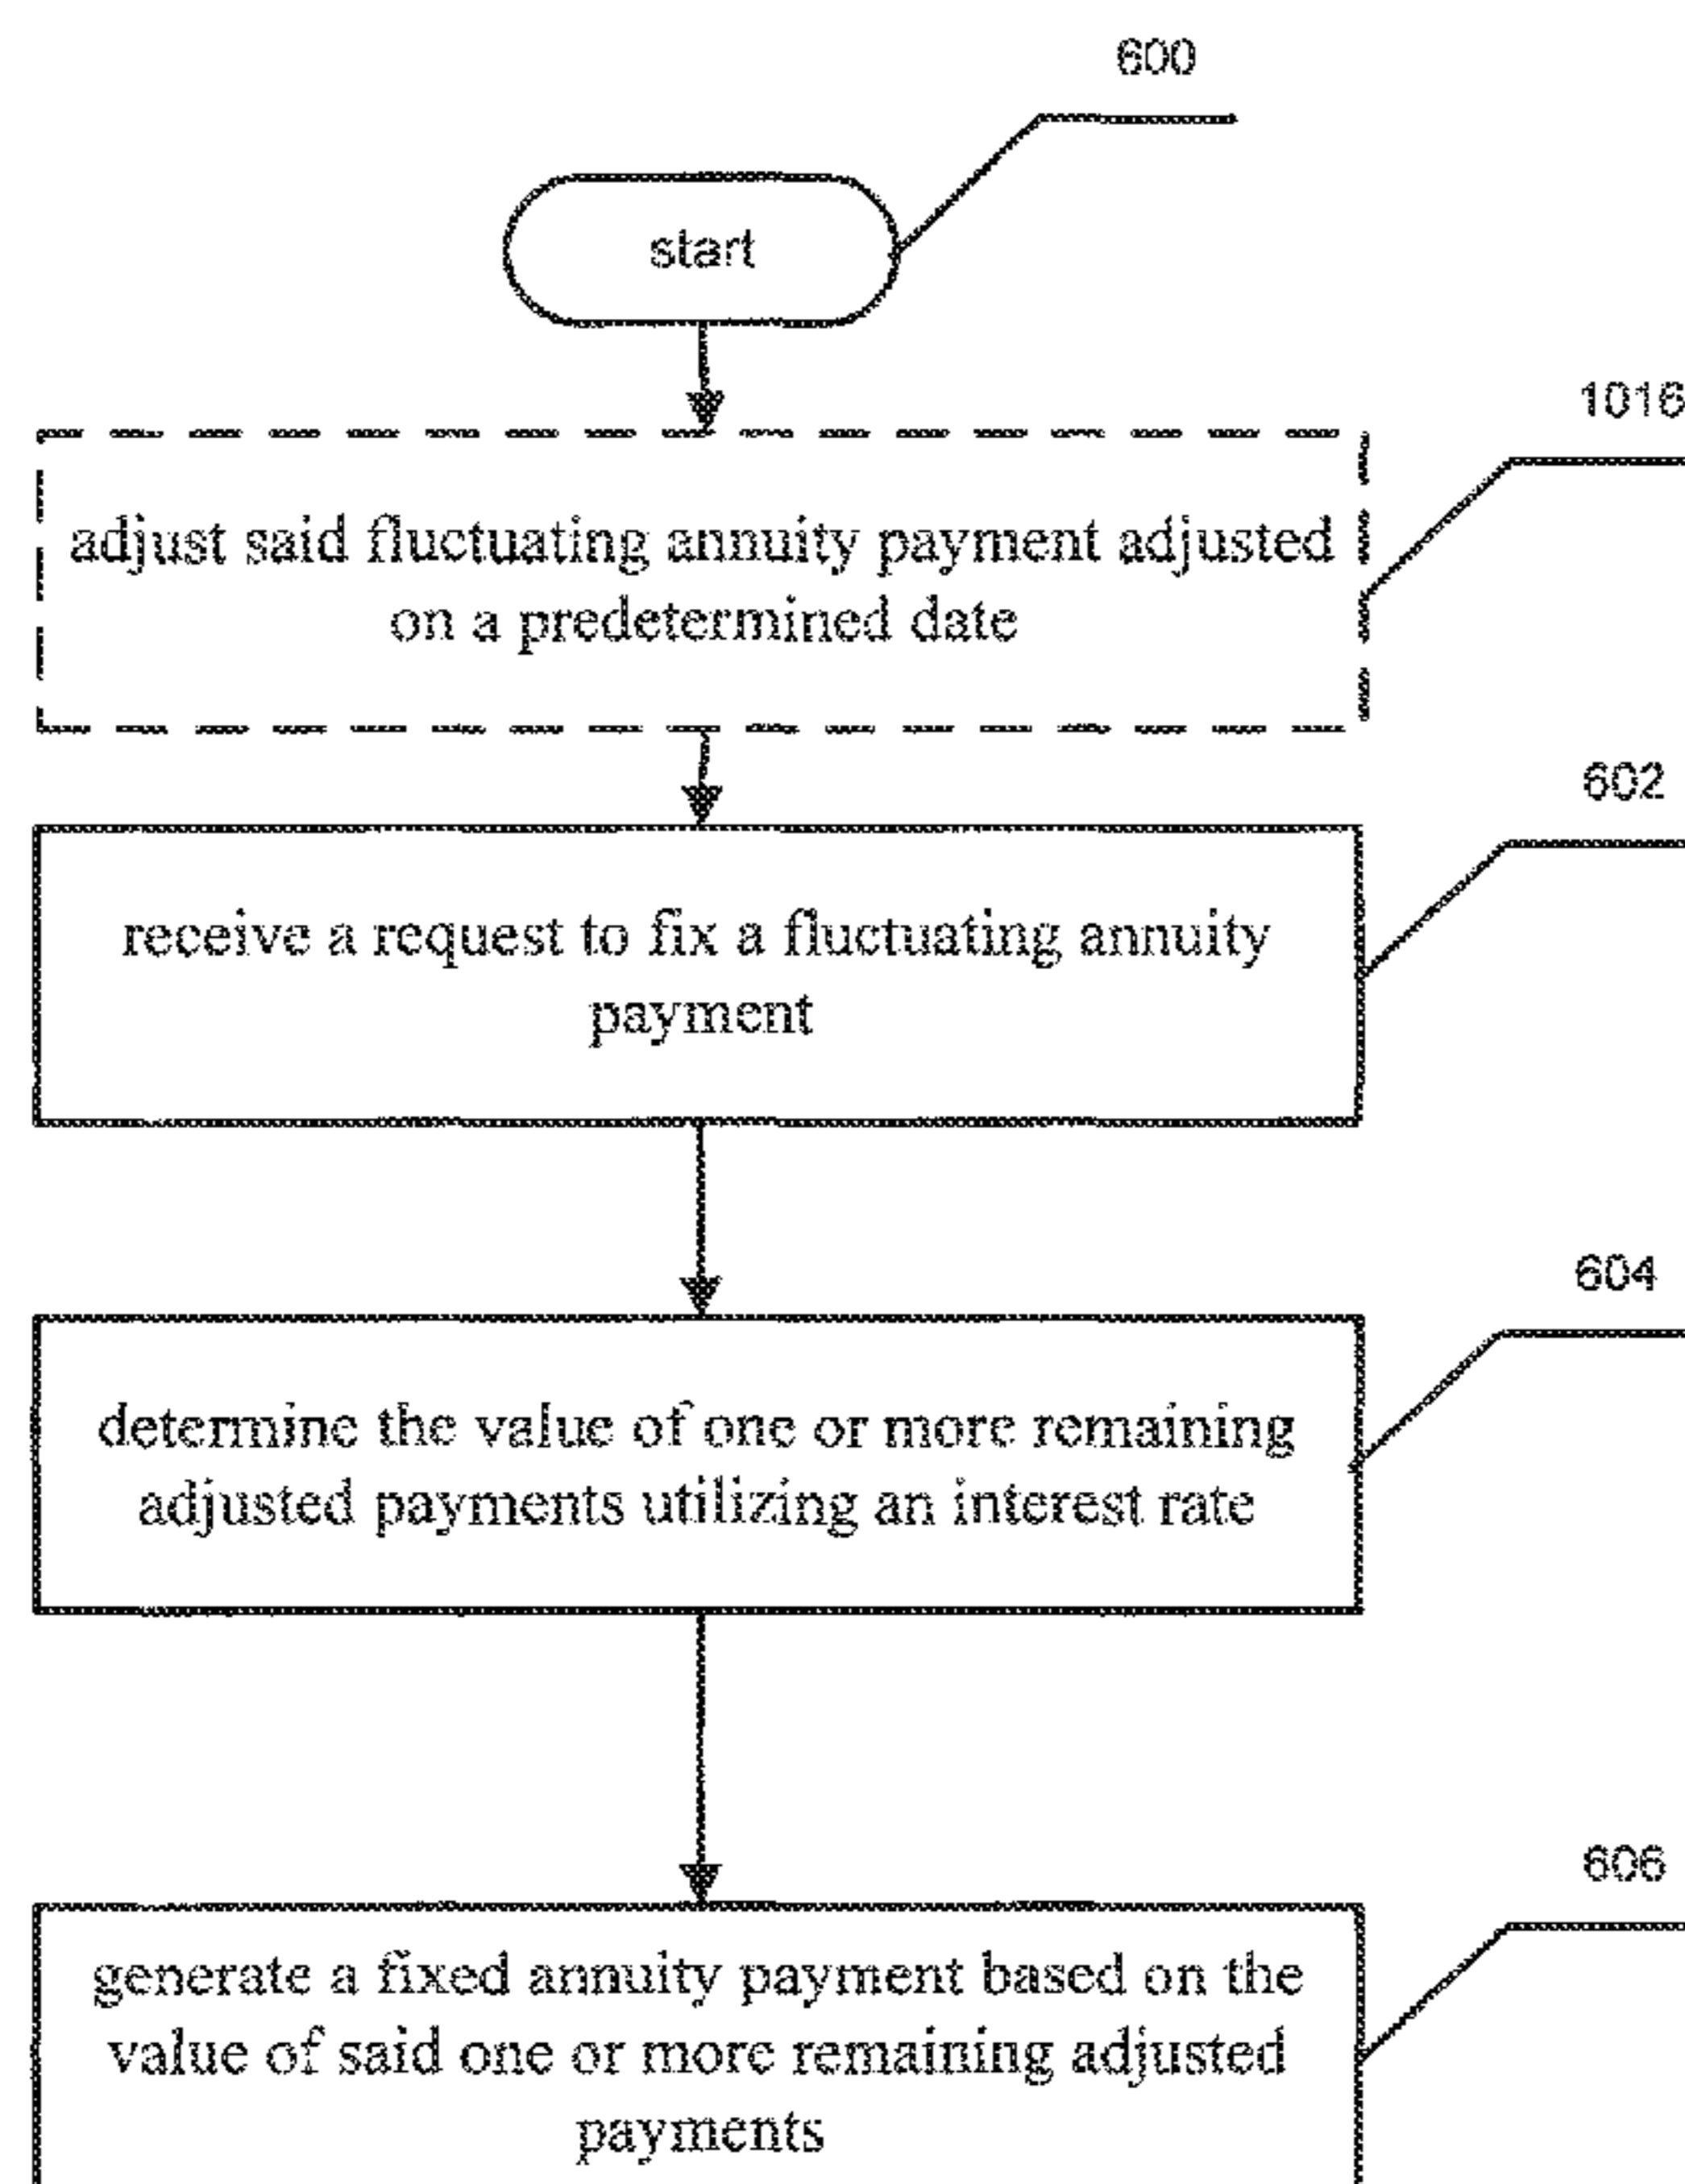 600
start
1016
adjust said fluctuating annuity payment adjusted
on a predetermined date
602
receive a request to fix a fluctuating annuity
payment
604
determine the value of one or more remaining
adjusted payments utilizing an interest rate
606
generate a fixed annuity payment based on the
value of said one or more remaining adjusted
payments